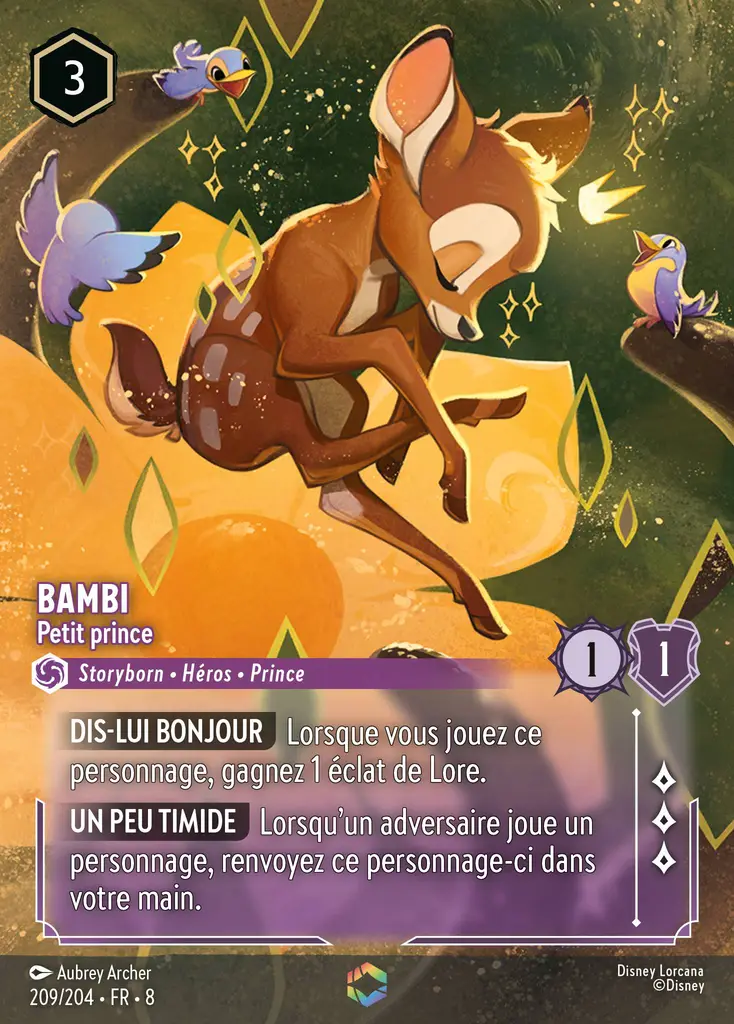 3
BAMBI
Petit prince
Storyborn • Héros • Prince
1 1
DIS-LUI BONJOUR Lorsque vous jouez ce
personnage, gagnez 1 éclat de Lore.
UN PEU TIMIDE Lorsqu'un adversaire joue un
personnage, renvoyez ce personnage-ci dans
votre main.
Aubrey Archer
209/204 • FR • 8
Disney Lorcana
©Disney